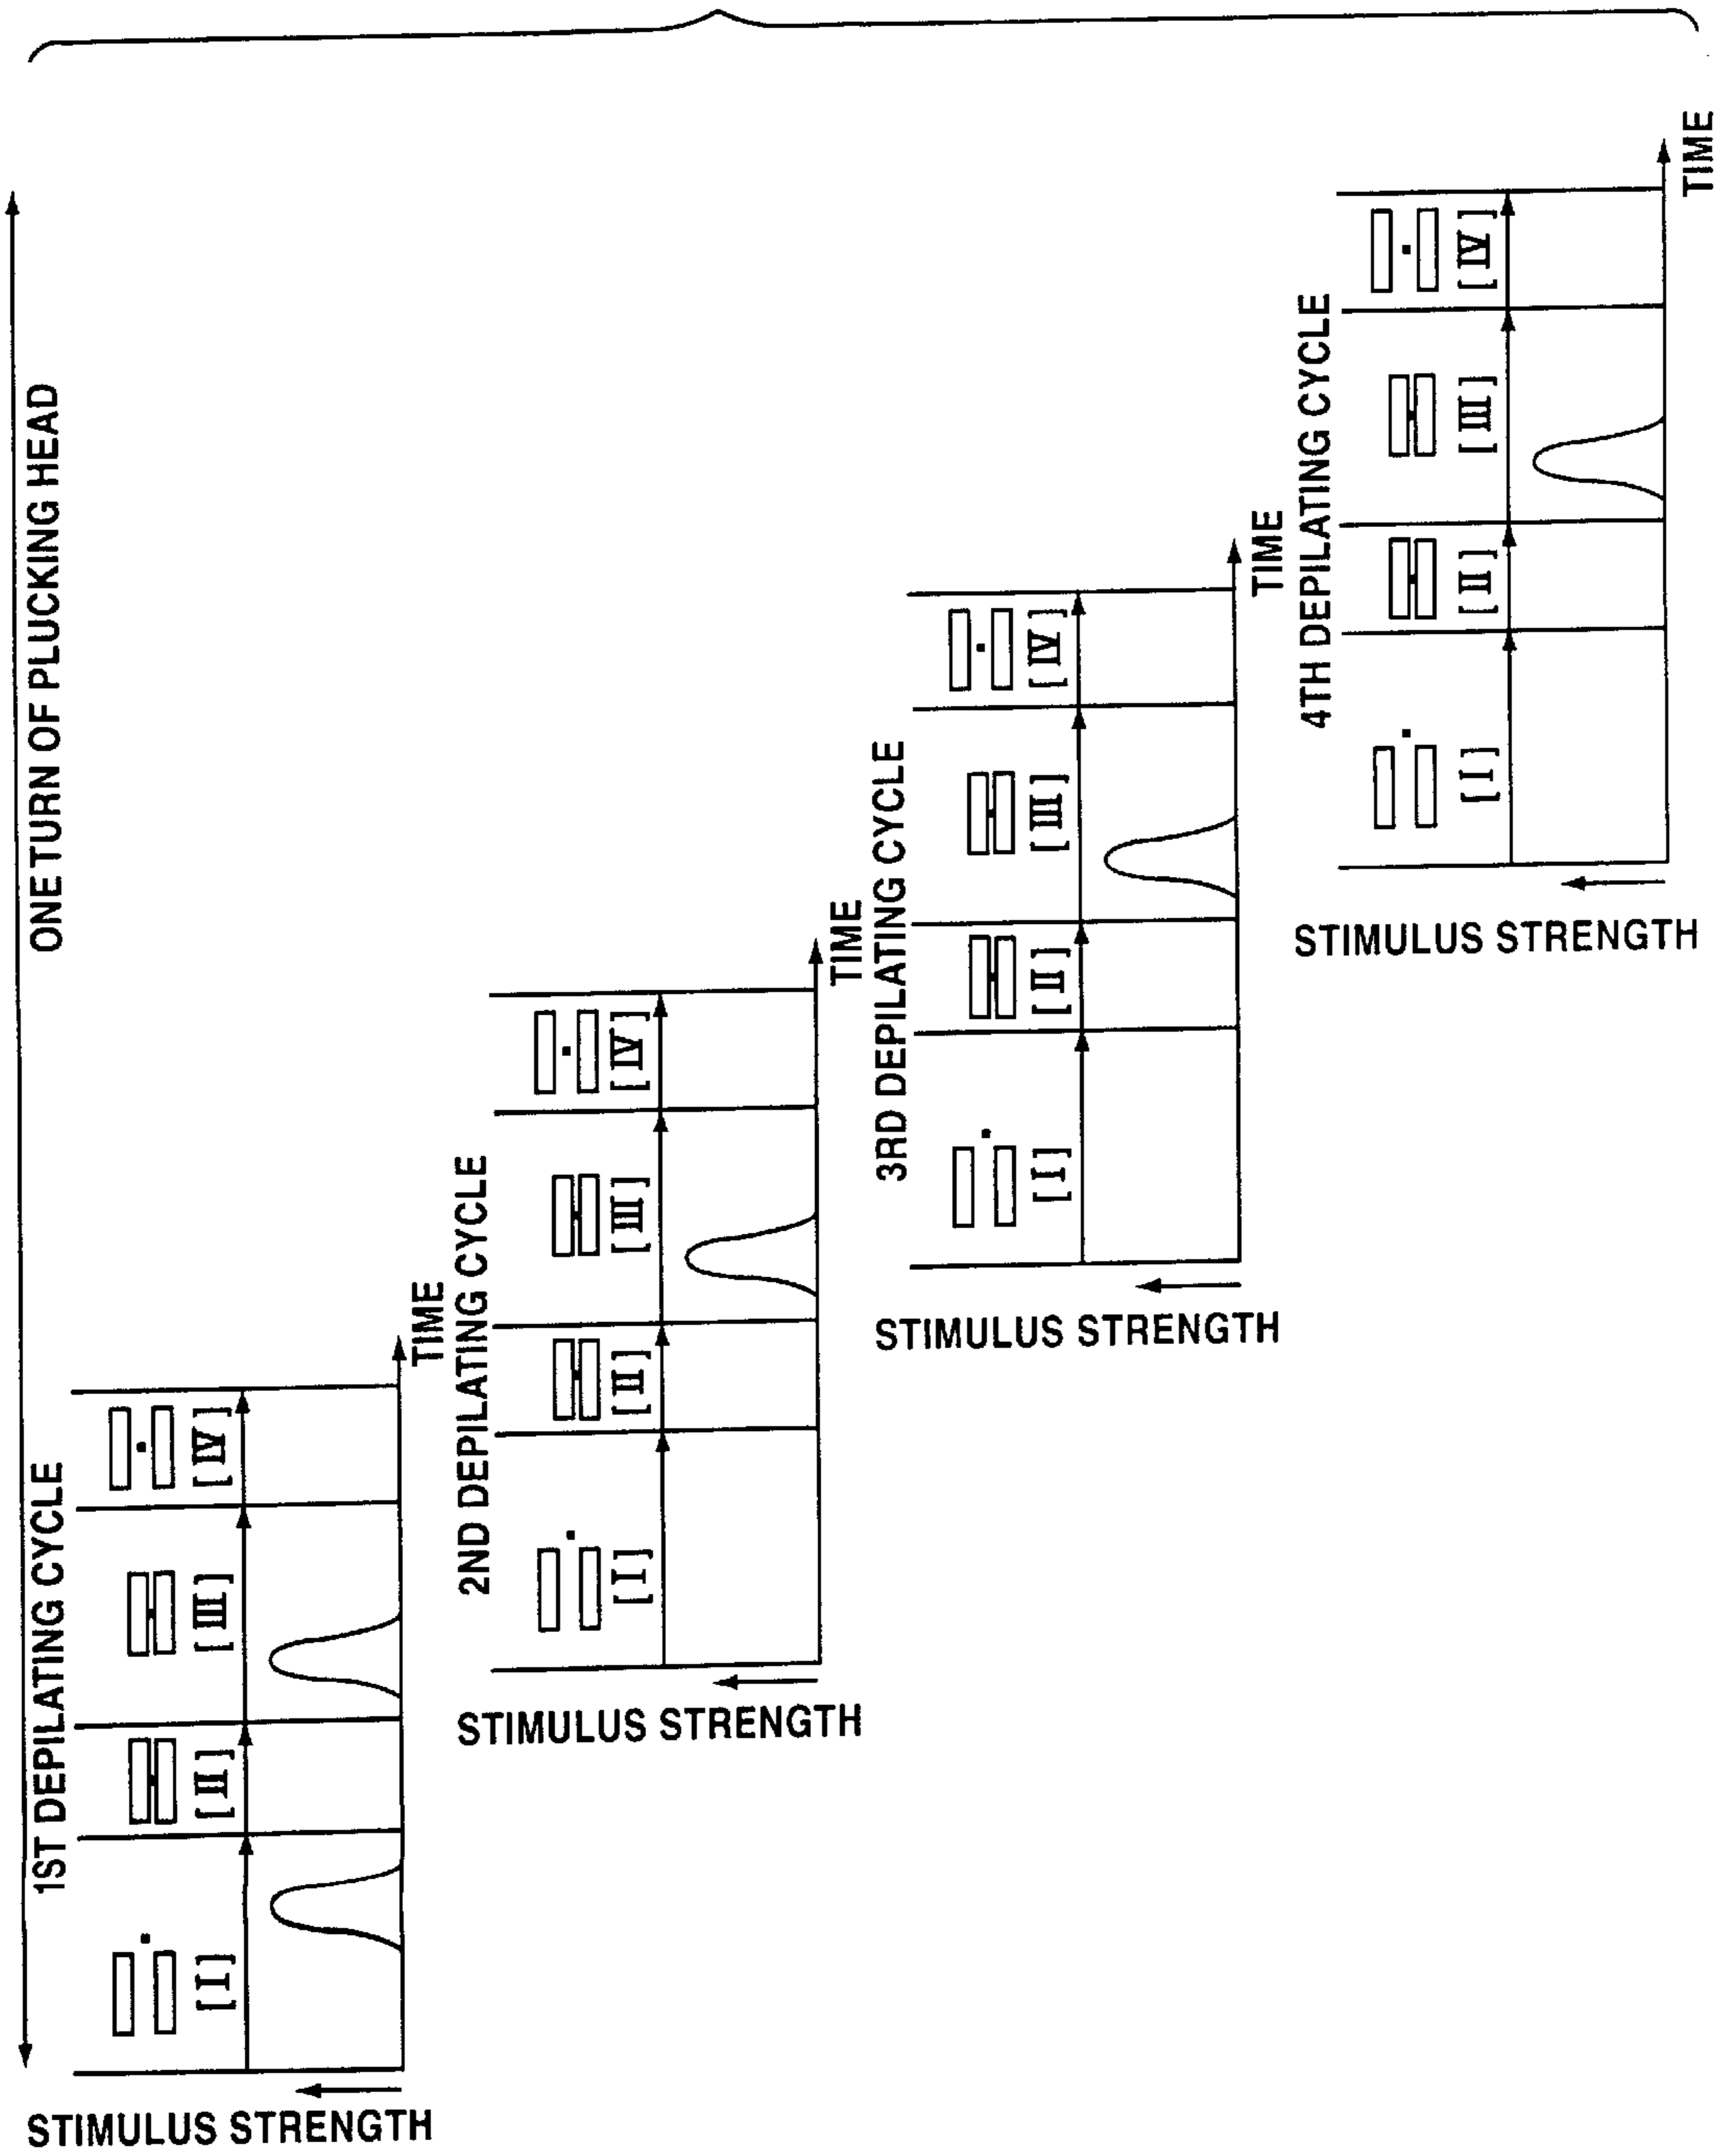 ONE TURN OF PLUCKING HEAD
1ST DEPILATING CYCLE
[I] [II] [III] [IV]
STIMULUS STRENGTH
TIME
2ND DEPILATING CYCLE
[I] [II] [III] [IV]
STIMULUS STRENGTH
TIME
3RD DEPILATING CYCLE
[I] [II] [III] [IV]
STIMULUS STRENGTH
TIME
4TH DEPILATING CYCLE
[I] [II] [III] [IV]
STIMULUS STRENGTH
TIME